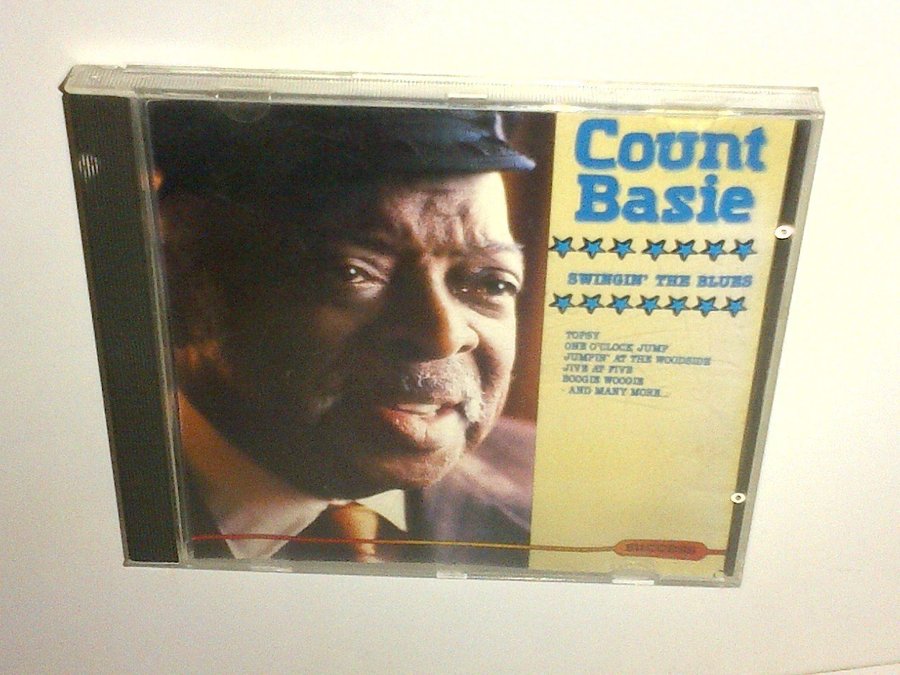 Count
Basie
SWINGIN' THE BLUES
TOPSY
ONE O'CLOCK JUMP
JUMPIN' AT THE WOODSIDE
JIVE AT FIVE
BOOGIE WOOGIE
- AND MANY MORE...
SUCCESS